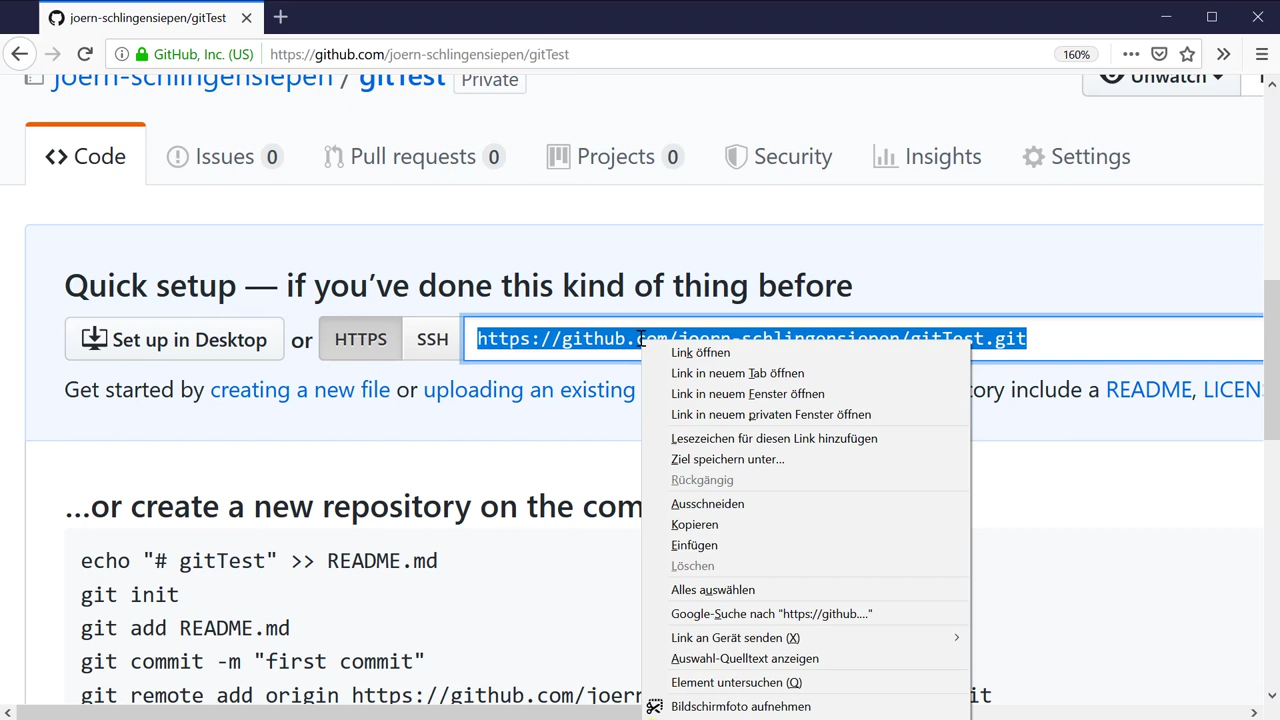 joern-schlingensiepen/gitTest
GitHub, Inc. (US) https://github.com/joern-schlingensiepen/gitTest 160%
joern-schlingensiepen / gitTest Private Unwatch
Code Issues 0 Pull requests 0 Projects 0 Security Insights Settings
Quick setup — if you’ve done this kind of thing before
Set up in Desktop or HTTPS SSH https://github.com/joern-schlingensiepen/gitTest.git
Get started by creating a new file or uploading an existing ory include a README, LICEN
Link öffnen
Link in neuem Tab öffnen
Link in neuem Fenster öffnen
Link in neuem privaten Fenster öffnen
Lesezeichen für diesen Link hinzufügen
Ziel speichern unter...
Rückgängig
Ausschneiden
Kopieren
Einfügen
Löschen
Alles auswählen
Google-Suche nach "https://github...."
Link an Gerät senden (X)
Auswahl-Quelltext anzeigen
Element untersuchen (Q)
Bildschirmfoto aufnehmen
…or create a new repository on the com
echo "# gitTest" >> README.md
git init
git add README.md
git commit -m "first commit"
git remote add origin https://github.com/joern it